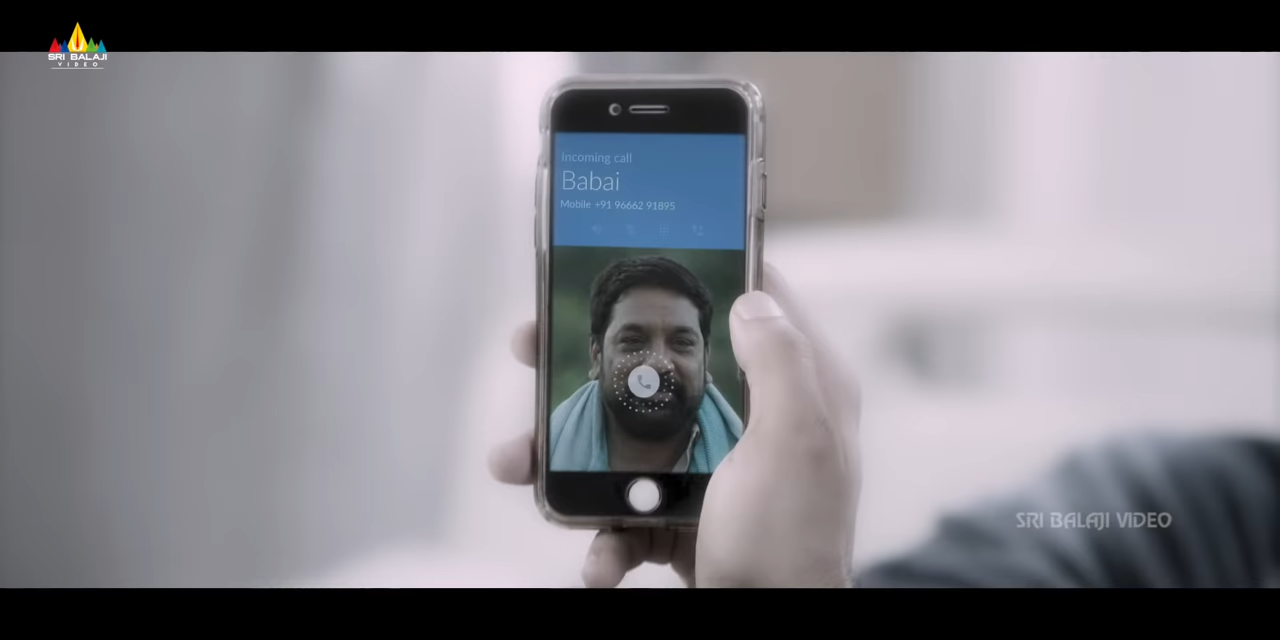 SRI BALAJI
VIDEO
Incoming call
Babai
Mobile +91 96662 91895
SRI BALAJI VIDEO